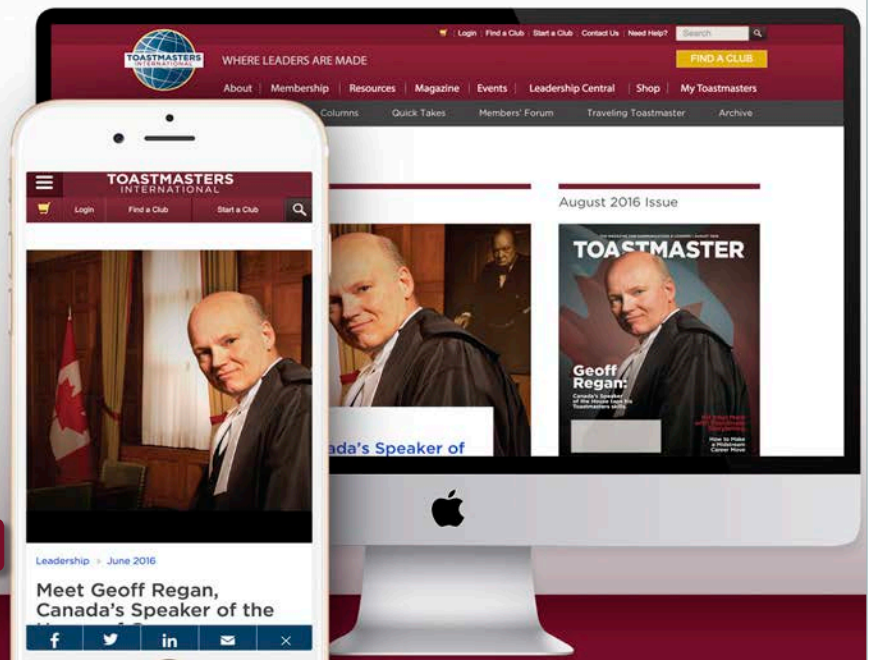 Login | Find a Club | Start a Club | Contact Us | Need Help?
Search
TOASTMASTERS
INTERNATIONAL
WHERE LEADERS ARE MADE
FIND A CLUB
About | Membership | Resources | Magazine | Events | Leadership Central | Shop | My Toastmasters
Columns Quick Takes Members' Forum Traveling Toastmaster Archive
August 2016 Issue
TOASTMASTER
Geoff
Regan:
Canada's Speaker
of the House taps his
Toastmasters skills
How to Make
a Midstream
Career Move
ada's Speaker of
TOASTMASTERS
INTERNATIONAL
Login Find a Club Start a Club
Leadership > June 2016
Meet Geoff Regan,
Canada's Speaker of the
f in ×